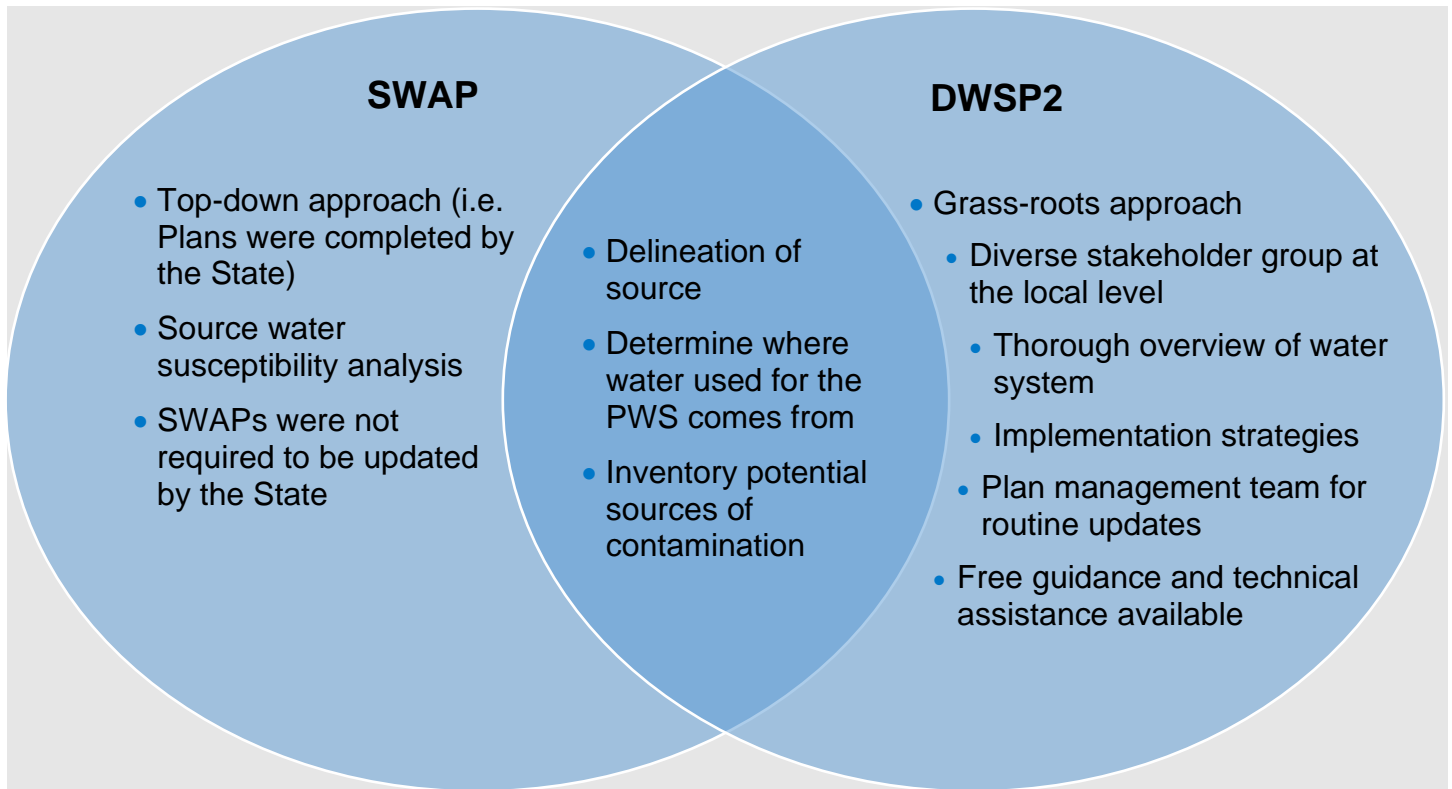 SWAP
• Top-down approach (i.e.
Plans were completed by
the State)
• Source water
susceptibility analysis
• SWAPs were not
required to be updated
by the State
• Delineation of
source
• Determine where
water used for the
PWS comes from
• Inventory potential
sources of
contamination
DWSP2
• Grass-roots approach
• Diverse stakeholder group at
the local level
• Thorough overview of water
system
• Implementation strategies
• Plan management team for
routine updates
• Free guidance and technical
assistance available